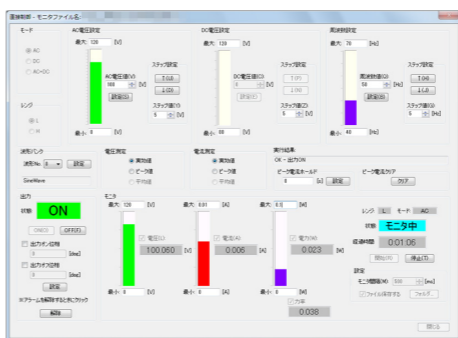 直接制御 - モニタファイル名:
モード
AC
DC
AC+DC
レンジ
L
H
AC電圧設定
最大: 120 [V]
AC電圧値(V)
100 [V]
設定(S)
ステップ設定
ステップ値(Y)
5 [V]
最小: 0 [V]
DC電圧設定
最大: 120 [V]
DC電圧値(C)
[V]
設定(E)
ステップ設定
ステップ値(Z)
5 [V]
最小: [V]
周波数設定
最大: 70 [Hz]
周波数値(Q)
50 [Hz]
設定(B)
ステップ設定
ステップ値(G)
5 [Hz]
最小: 40 [Hz]
波形バンク
波形No. 0 設定
SineWave
電圧測定
実効値
ピーク値
平均値
電流測定
実効値
ピーク値
平均値
実行結果:
OK - 出力ON
ピーク電流ホールド
0 [s] 設定
ピーク電流クリア
クリア
出力
状態 ON
ON(O) OFF(F)
出力オン位相
0 [deg]
出力オフ位相
0 [deg]
設定
※アラームを解除するときにクリック
解除
モニタ
最大: 120 [V]
電圧(L)
100.060 [V]
最小: 0 [V]
最大: 0.01 [A]
電流(A)
0.006 [A]
最小: 0 [A]
最大: [W]
電力(W)
0.023 [W]
最小: 0 [W]
力率
0.038
レンジ L モード AC
状態 モニタ中
経過時間 0:01:06
開始(R) 停止(T)
設定
モニタ間隔(M) 500 [ms]
ファイル保存する フォルダ...
閉じる